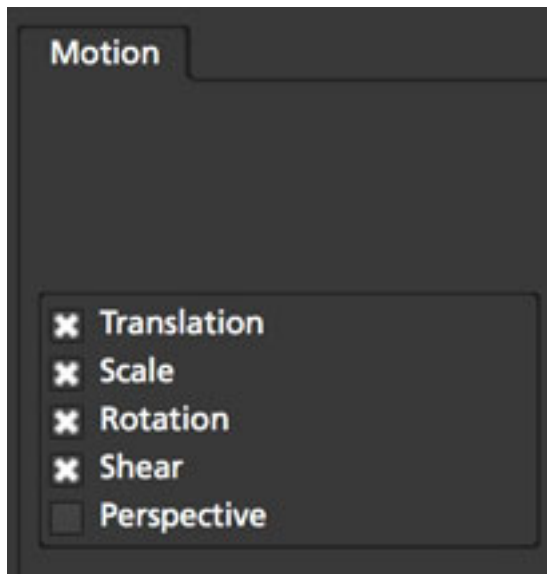 Motion
Translation
Scale
Rotation
Shear
Perspective